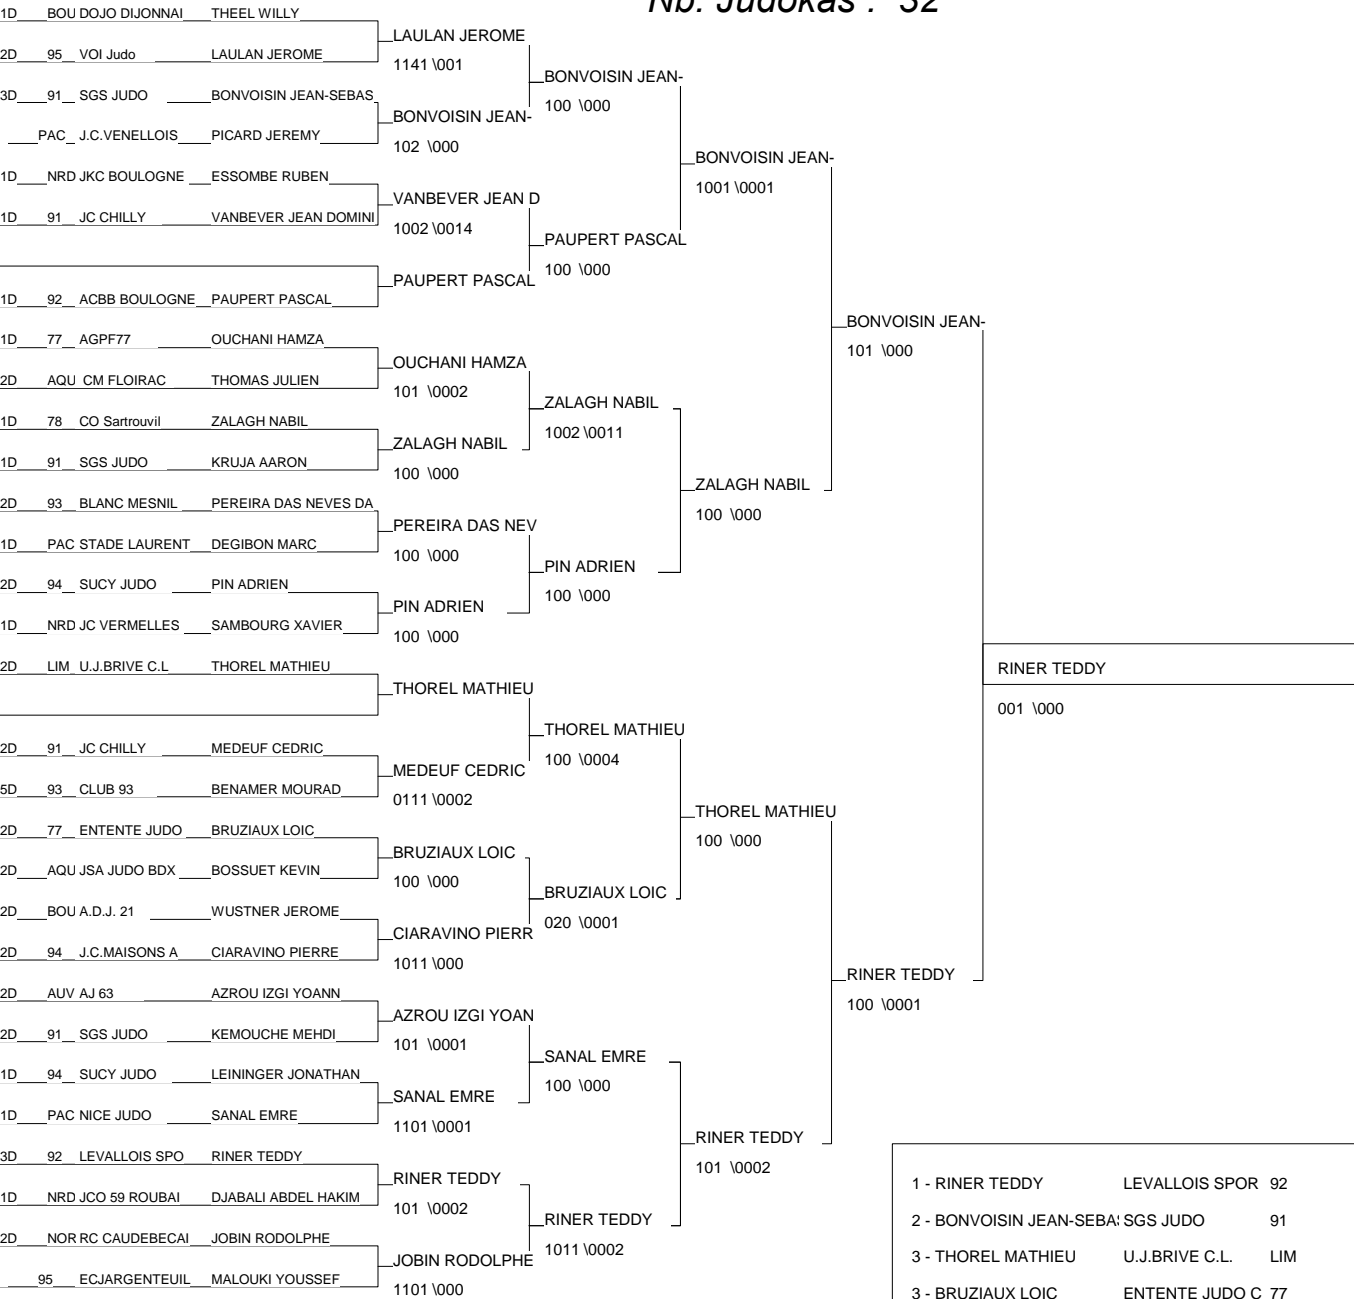 Nb. Judokas : 32
1D BOU DOJO DIJONNAI THEEL WILLY
LAULAN JEROME
2D 95 VOI Judo LAULAN JEROME
1141 \001
BONVOISIN JEAN-
3D 91 SGS JUDO BONVOISIN JEAN-SEBAS
100 \000
BONVOISIN JEAN-
PAC J.C.VENELLOIS PICARD JEREMY
102 \000
BONVOISIN JEAN-
1D NRD JKC BOULOGNE ESSOMBE RUBEN
1001 \0001
VANBEVER JEAN D
1D 91 JC CHILLY VANBEVER JEAN DOMINI
1002 \0014
PAUPERT PASCAL
100 \000
PAUPERT PASCAL
1D 92 ACBB BOULOGNE PAUPERT PASCAL
BONVOISIN JEAN-
1D 77 AGPF77 OUCHANI HAMZA
101 \000
OUCHANI HAMZA
2D AQU CM FLOIRAC THOMAS JULIEN
101 \0002
ZALAGH NABIL
1D 78 CO Sartrouvil ZALAGH NABIL
1002 \0011
ZALAGH NABIL
1D 91 SGS JUDO KRUJA AARON
100 \000
ZALAGH NABIL
2D 93 BLANC MESNIL PEREIRA DAS NEVES DA
100 \000
PEREIRA DAS NEV
1D PAC STADE LAURENT DEGIBON MARC
100 \000
PIN ADRIEN
2D 94 SUCY JUDO PIN ADRIEN
100 \000
PIN ADRIEN
1D NRD JC VERMELLES SAMBOURG XAVIER
100 \000
2D LIM U.J.BRIVE C.L THOREL MATHIEU
RINER TEDDY
THOREL MATHIEU
001 \000
THOREL MATHIEU
2D 91 JC CHILLY MEDEUF CEDRIC
100 \0004
MEDEUF CEDRIC
5D 93 CLUB 93 BENAMER MOURAD
0111 \0002
THOREL MATHIEU
2D 77 ENTENTE JUDO BRUZIAUX LOIC
100 \000
BRUZIAUX LOIC
2D AQU JSA JUDO BDX BOSSUET KEVIN
100 \000
BRUZIAUX LOIC
2D BOU A.D.J. 21 WUSTNER JEROME
020 \0001
CIARAVINO PIERR
2D 94 J.C.MAISONS A CIARAVINO PIERRE
1011 \000
RINER TEDDY
2D AUV AJ 63 AZROU IZGI YOANN
100 \0001
AZROU IZGI YOAN
2D 91 SGS JUDO KEMOUCHE MEHDI
101 \0001
SANAL EMRE
1D 94 SUCY JUDO LEININGER JONATHAN
100 \000
SANAL EMRE
1D PAC NICE JUDO SANAL EMRE
1101 \0001
RINER TEDDY
3D 92 LEVALLOIS SPO RINER TEDDY
101 \0002
RINER TEDDY
1D NRD JCO 59 ROUBAI DJABALI ABDEL HAKIM
101 \0002
RINER TEDDY
2D NOR RC CAUDEBECAI JOBIN RODOLPHE
1011 \0002
JOBIN RODOLPHE
95 ECJARGENTEUIL MALOUKI YOUSSEF
1101 \000
1 - RINER TEDDY LEVALLOIS SPOR 92
2 - BONVOISIN JEAN-SEBAS SGS JUDO 91
3 - THOREL MATHIEU U.J.BRIVE C.L. LIM
3 - BRUZIAUX LOIC ENTENTE JUDO C 77